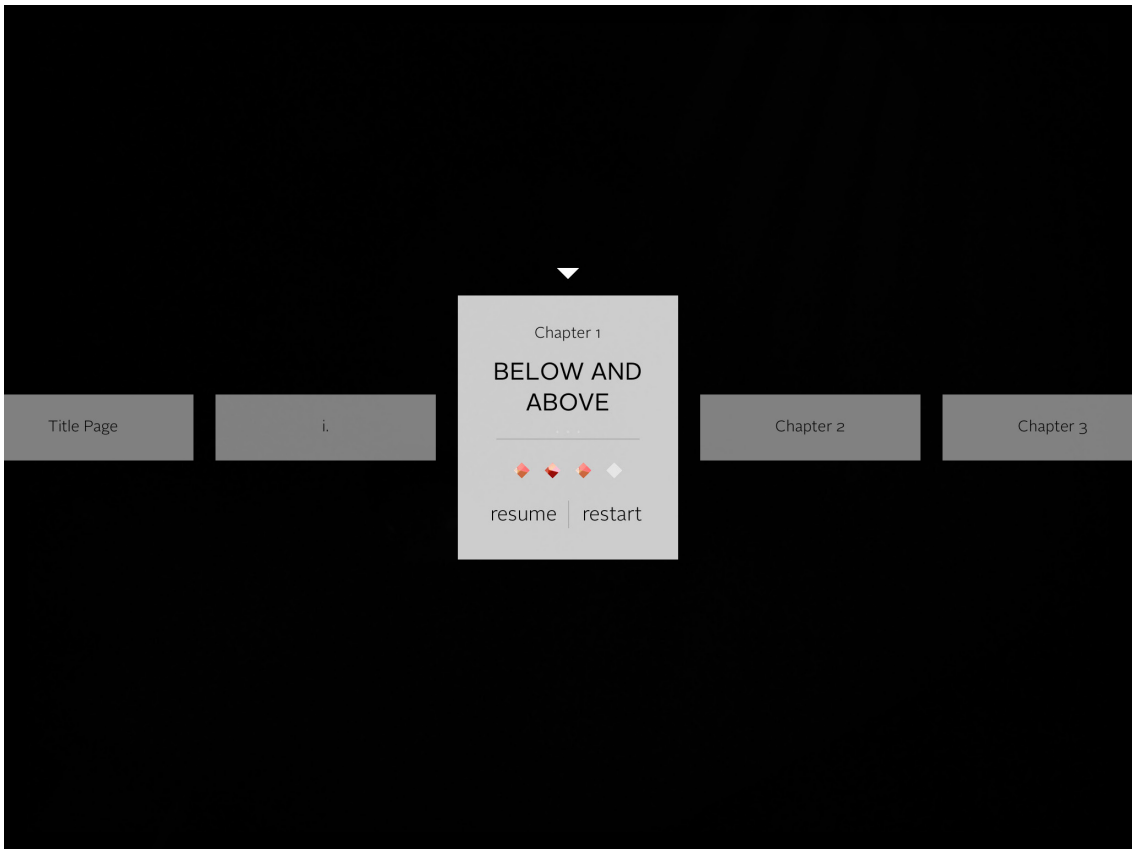 Title Page
i.
Chapter 1
BELOW AND
ABOVE
resume | restart
Chapter 2
Chapter 3